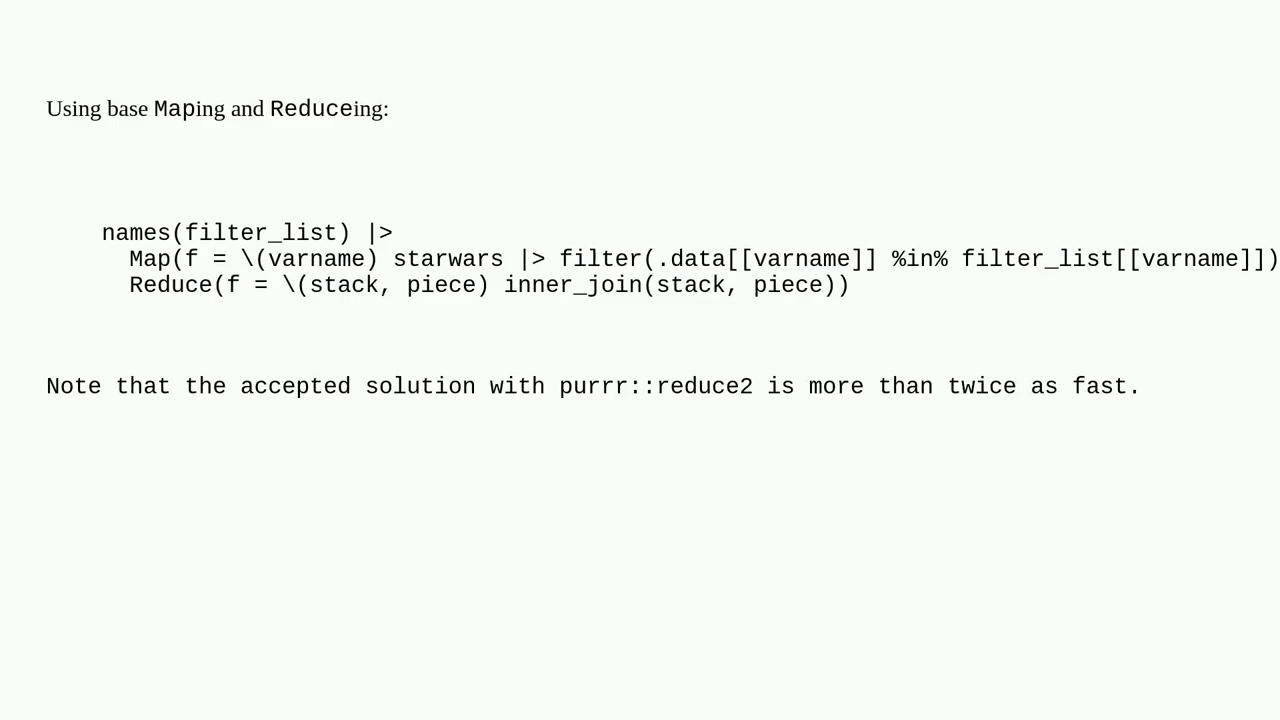 Using base Maping and Reduceing:
names(filter_list) |>
  Map(f = \(varname) starwars |> filter(.data[[varname]] %in% filter_list[[varname]])
  Reduce(f = \(stack, piece) inner_join(stack, piece))
Note that the accepted solution with purrr::reduce2 is more than twice as fast.